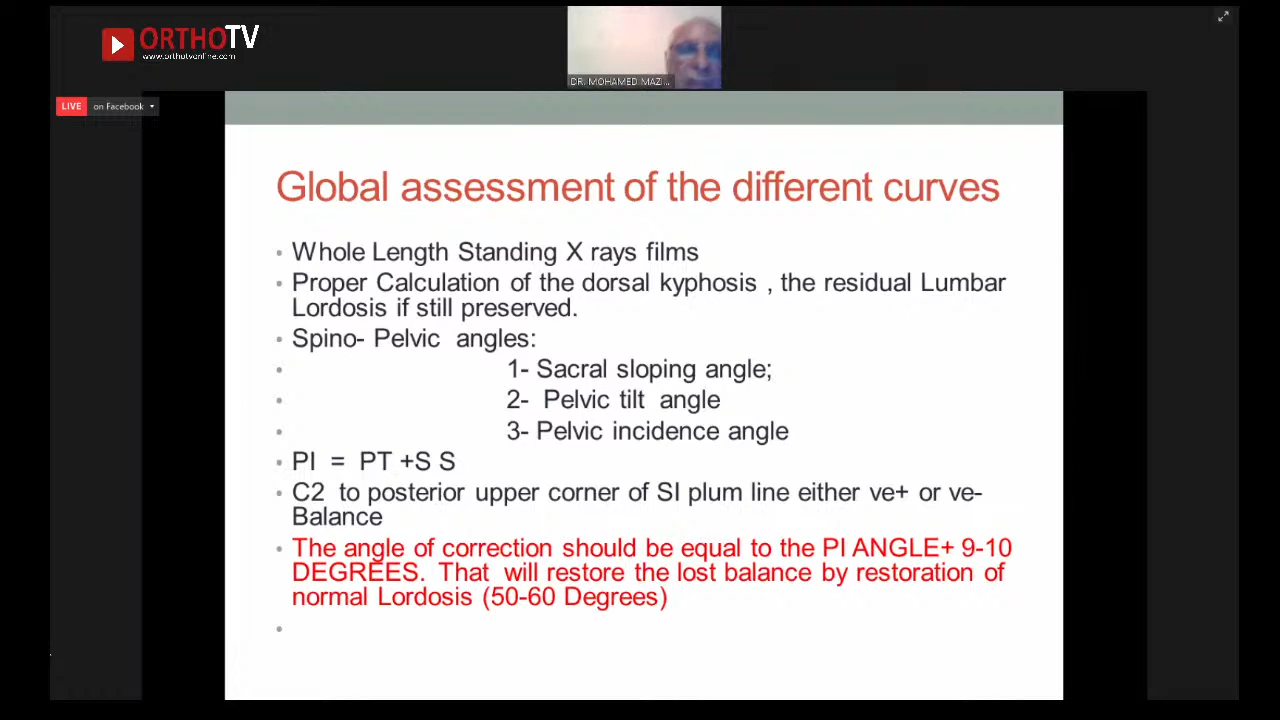 ORTHOTV
www.orthotvonline.com
DR. MOHAMED MAZI...
LIVE on Facebook
Global assessment of the different curves
• Whole Length Standing X rays films
• Proper Calculation of the dorsal kyphosis , the residual Lumbar
Lordosis if still preserved.
• Spino- Pelvic angles:
• 1- Sacral sloping angle;
• 2- Pelvic tilt angle
• 3- Pelvic incidence angle
• PI = PT +S S
• C2 to posterior upper corner of SI plum line either ve+ or ve-
Balance
• The angle of correction should be equal to the PI ANGLE+ 9-10
DEGREES. That will restore the lost balance by restoration of
normal Lordosis (50-60 Degrees)